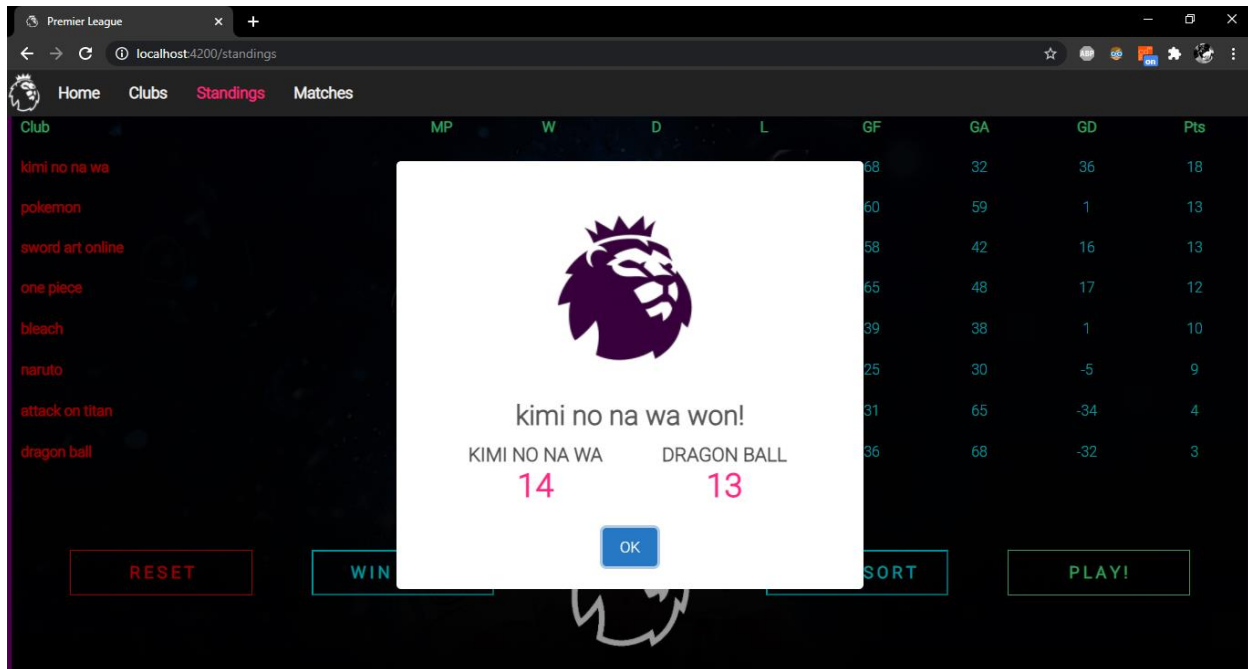 Premier League
localhost:4200/standings
Home Clubs Standings Matches
Club MP W D L GF GA GD Pts
kimi no na wa 68 32 36 18
pokemon 60 59 1 13
sword art online 58 42 16 13
one piece 65 48 17 12
bleach 39 38 1 10
naruto 25 30 -5 9
attack on titan 31 65 -34 4
dragon ball 36 68 -32 3
kimi no na wa won!
KIMI NO NA WA DRAGON BALL
14 13
OK
RESET WIN SORT PLAY!